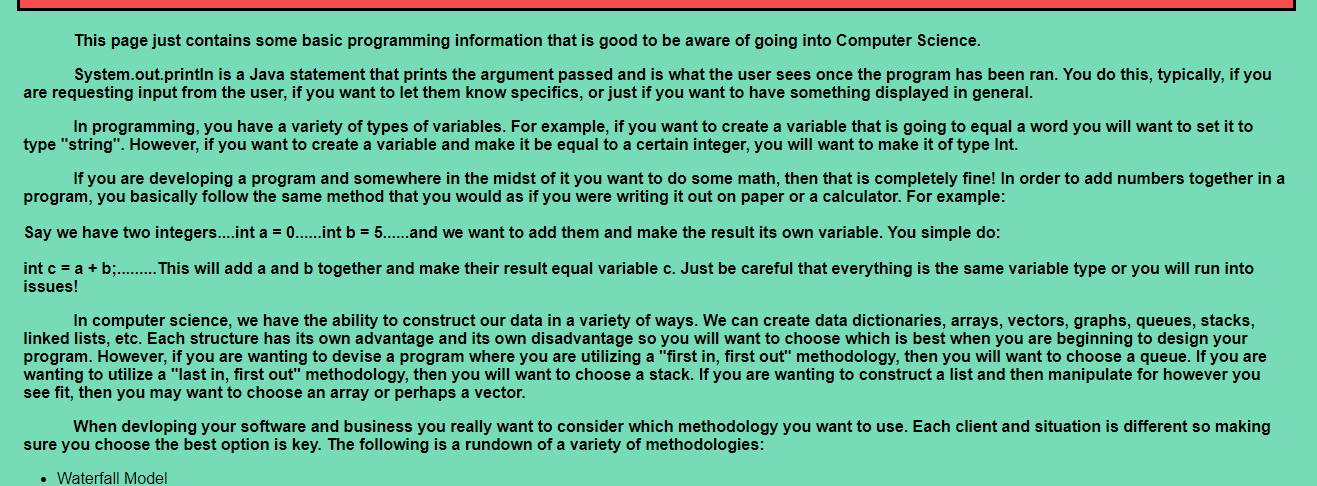 This page just contains some basic programming information that is good to be aware of going into Computer Science.
System.out.println is a Java statement that prints the argument passed and is what the user sees once the program has been ran. You do this, typically, if you
are requesting input from the user, if you want to let them know specifics, or just if you want to have something displayed in general.
In programming, you have a variety of types of variables. For example, if you want to create a variable that is going to equal a word you will want to set it to
type "string". However, if you want to create a variable and make it be equal to a certain integer, you will want to make it of type Int.
If you are developing a program and somewhere in the midst of it you want to do some math, then that is completely fine! In order to add numbers together in a
program, you basically follow the same method that you would as if you were writing it out on paper or a calculator. For example:
Say we have two integers....int a = 0......int b = 5......and we want to add them and make the result its own variable. You simple do:
int c = a + b;.........This will add a and b together and make their result equal variable c. Just be careful that everything is the same variable type or you will run into
issues!
In computer science, we have the ability to construct our data in a variety of ways. We can create data dictionaries, arrays, vectors, graphs, queues, stacks,
linked lists, etc. Each structure has its own advantage and its own disadvantage so you will want to choose which is best when you are beginning to design your
program. However, if you are wanting to devise a program where you are utilizing a "first in, first out" methodology, then you will want to choose a queue. If you are
wanting to utilize a "last in, first out" methodology, then you will want to choose a stack. If you are wanting to construct a list and then manipulate for however you
see fit, then you may want to choose an array or perhaps a vector.
When devloping your software and business you really want to consider which methodology you want to use. Each client and situation is different so making
sure you choose the best option is key. The following is a rundown of a variety of methodologies:
• Waterfall Model